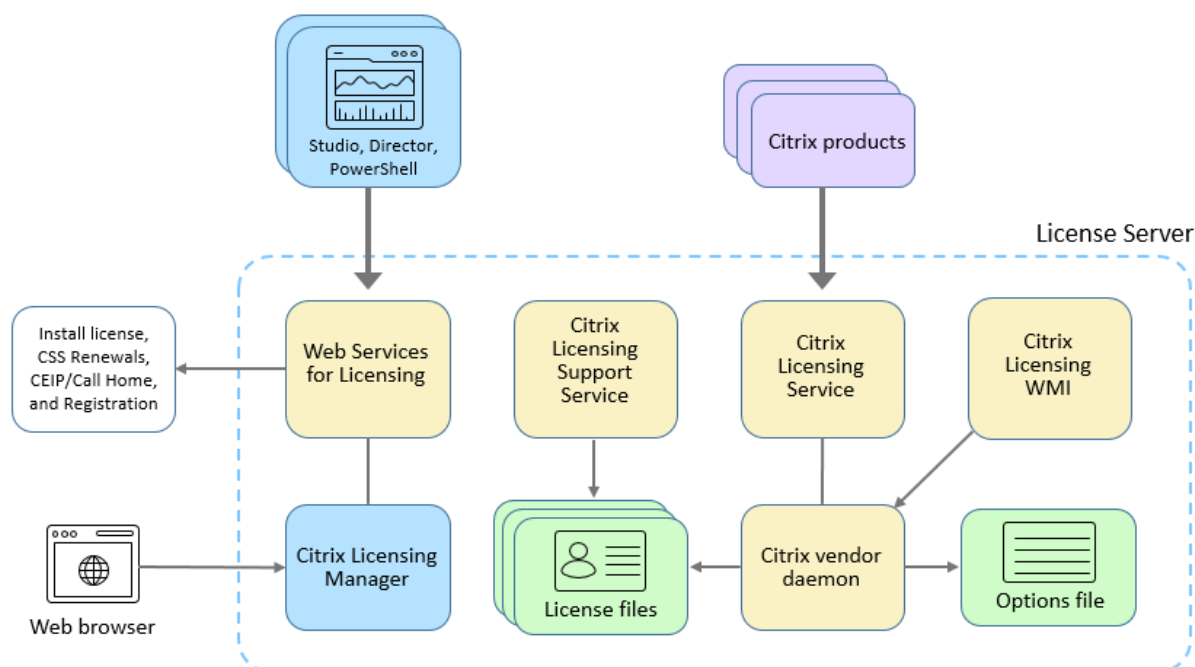 Studio, Director,
PowerShell
Citrix products
License Server
Install license,
CSS Renewals,
CEIP/Call Home,
and Registration
Web Services
for Licensing
Citrix
Licensing
Support
Service
Citrix
Licensing
Service
Citrix
Licensing
WMI
Web browser
Citrix Licensing
Manager
License files
Citrix vendor
daemon
Options file